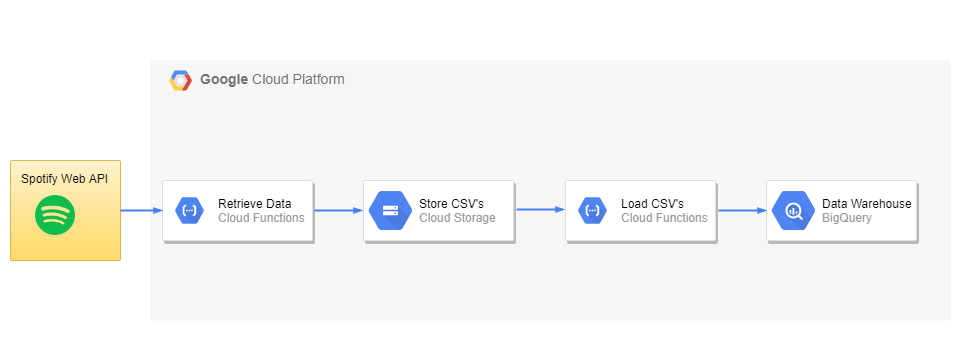 Google Cloud Platform
Spotify Web API
Retrieve Data
Cloud Functions
Store CSV's
Cloud Storage
Load CSV's
Cloud Functions
Data Warehouse
BigQuery